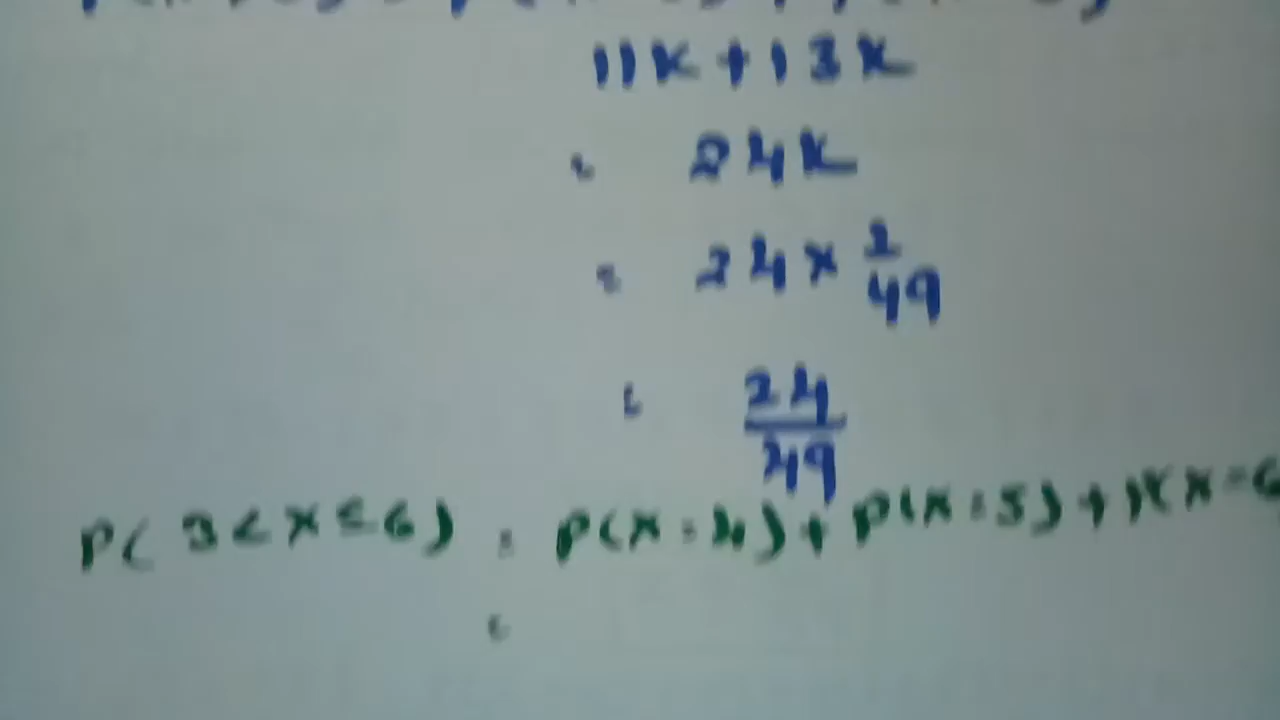 11K + 13K
= 24K
= 24 × 1/49
= 24/49
P( 3 < x ≤ 6 ) = P(x = 4) + P(x = 5) + P(x = 6
=